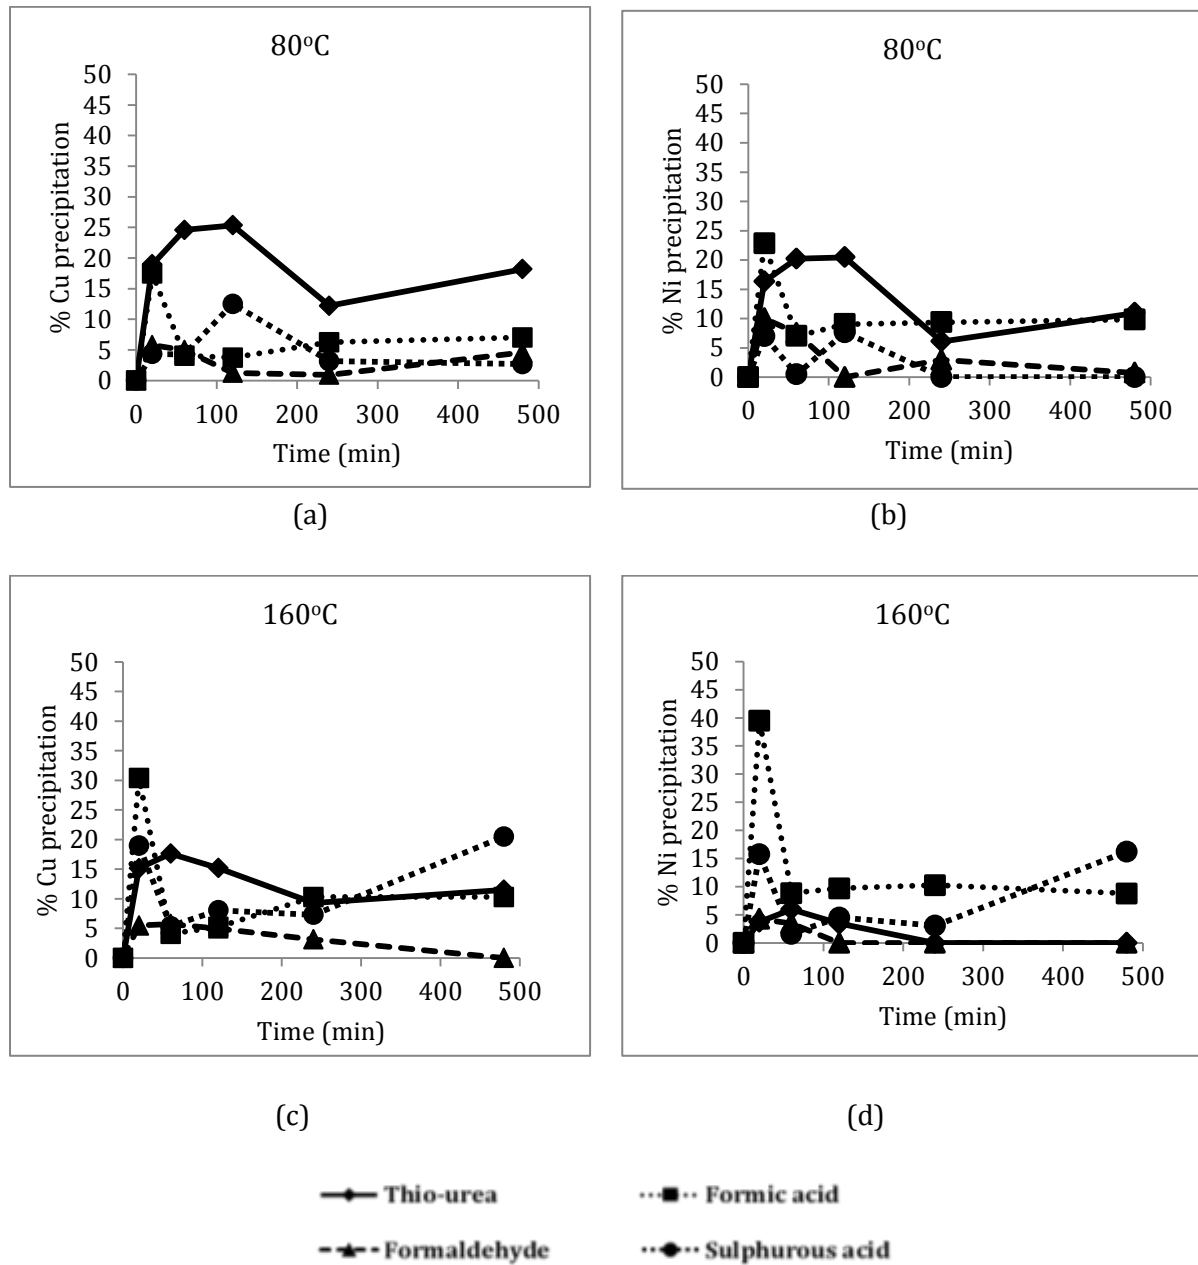 80°C
50
45
40
35
30
25
20
15
10
5
0
% Cu precipitation
0 100 200 300 400 500
Time (min)
(a)
80°C
50
45
40
35
30
25
20
15
10
5
0
% Ni precipitation
0 100 200 300 400 500
Time (min)
(b)
160°C
50
45
40
35
30
25
20
15
10
5
0
% Cu precipitation
0 100 200 300 400 500
Time (min)
(c)
160°C
50
45
40
35
30
25
20
15
10
5
0
% Ni precipitation
0 100 200 300 400 500
Time (min)
(d)
Thio-urea Formic acid
Formaldehyde Sulphurous acid